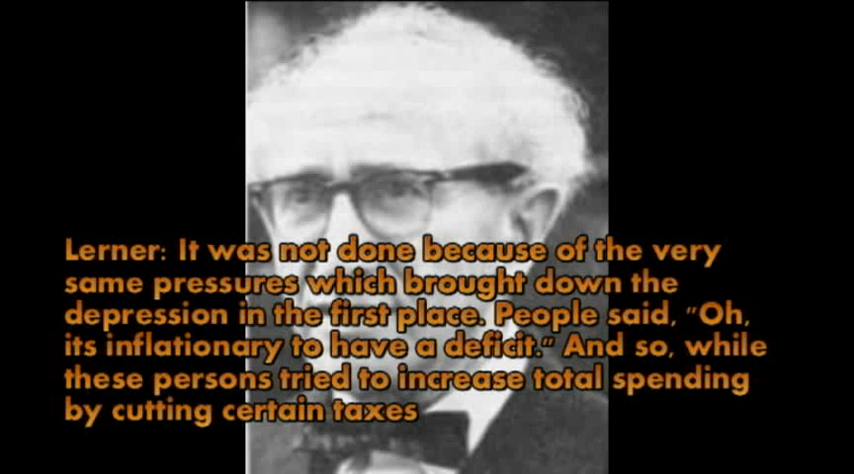 Lerner: It was not done because of the very
same pressures which brought down the
depression in the first place. People said, "Oh,
its inflationary to have a deficit." And so, while
these persons tried to increase total spending
by cutting certain taxes